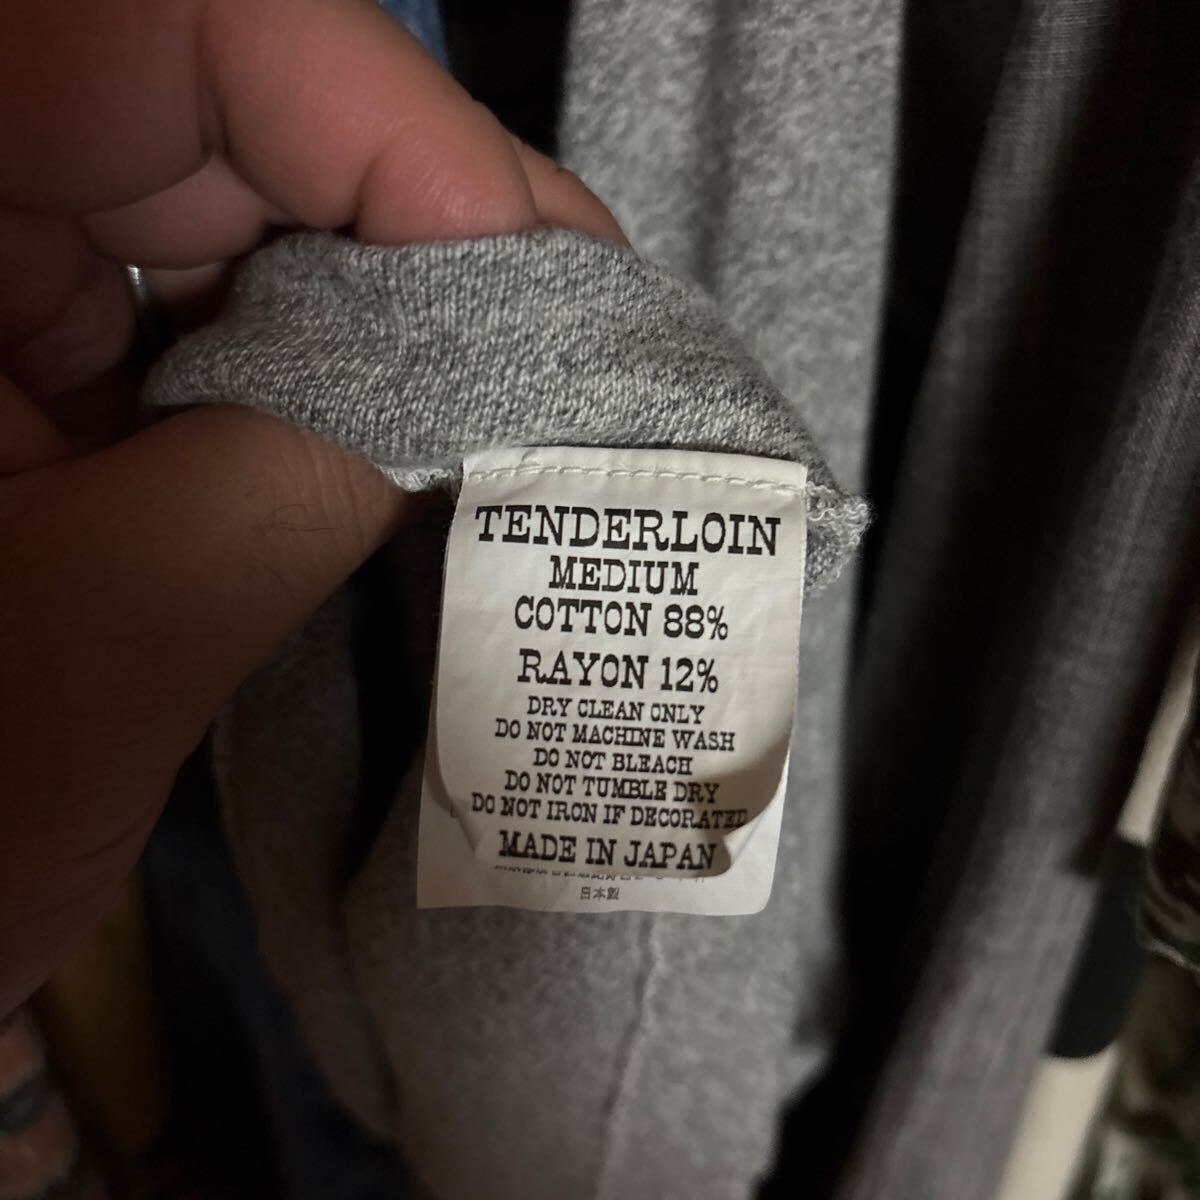 TENDERLOIN
MEDIUM
COTTON 88%
RAYON 12%
DRY CLEAN ONLY
DO NOT MACHINE WASH
DO NOT BLEACH
DO NOT TUMBLE DRY
DO NOT IRON IF DECORATED
MADE IN JAPAN
日本製